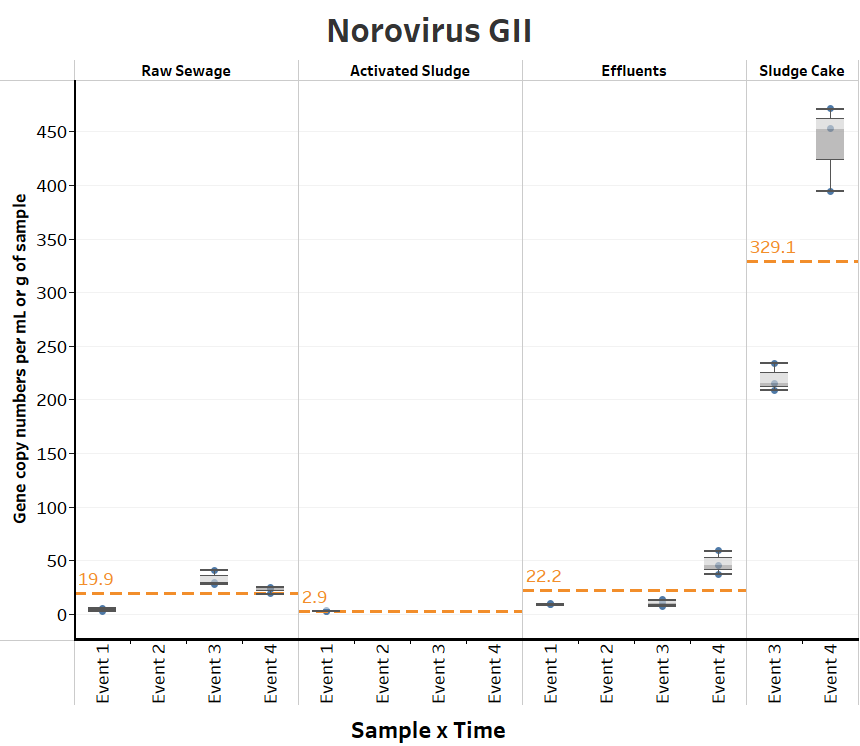 Norovirus GII
Raw Sewage
Activated Sludge
Effluents
Sludge Cake
Gene copy numbers per mL or g of sample
450
400
350
300
250
200
150
100
50
0
19.9
2.9
22.2
329.1
Event 1
Event 2
Event 3
Event 4
Event 1
Event 2
Event 3
Event 4
Event 1
Event 2
Event 3
Event 4
Event 3
Event 4
Sample x Time